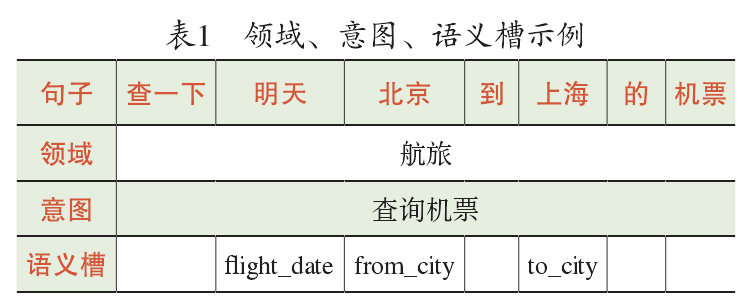 表1 领域、意图、语义槽示例
句子 查一下 明天 北京 到 上海 的 机票
领域 航旅
意图 查询机票
语义槽 flight_date from_city to_city